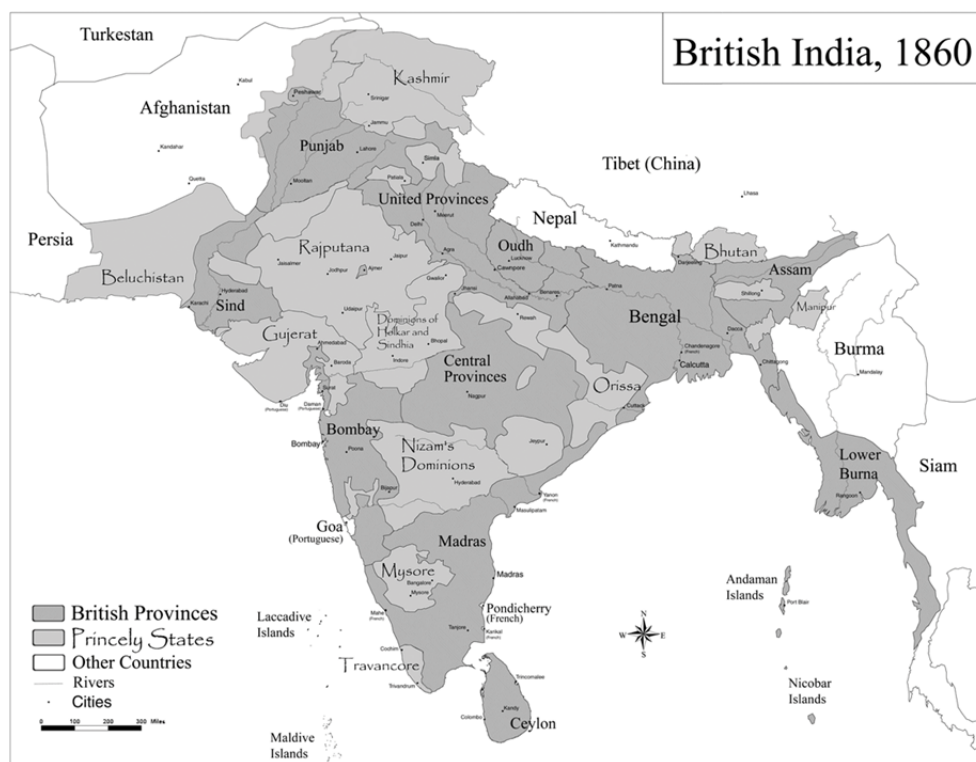 British India, 1860
Turkestan
Kashmir
Kabul
Peshawar
Srinigar
Afghanistan
Jammu
Punjab
Lahore
Kandahar
Simla
Tibet (China)
Quetta
Mooltan
Patiala
United Provinces
Lhasa
Meerut
Nepal
Delhi
Persia
Rajputana
Oudh
Kathmandu
Bhutan
Beluchistan
Jaisalmer
Jodhpur
Ajmer
Jaipur
Agra
Lucknow
Cawnpore
Darjeeling
Assam
Gwalior
Hyderabad
Karachi
Sind
Jhansi
Allahabad
Benares
Patna
Shillong
Manipur
Udaipur
Dominions of
Holkar and
Sindhia
Rewah
Bengal
Gujerat
Ahmedabad
Bhopal
Dacca
Chandenagore
(French)
Burma
Baroda
Indore
Central
Provinces
Calcutta
Chittagong
Mandalay
Orissa
Surat
Diu
(Portuguese)
Daman
(Portuguese)
Nagpur
Cuttack
Bombay
Bombay
Poona
Nizam's
Dominions
Jeypur
Lower
Burna
Siam
Bijapur
Hyderabad
Yanon
(French)
Rangoon
Masulipatam
Goa
(Portuguese)
Madras
Mysore
Bangalore
Mysore
Madras
Andaman
Islands
Port Blair
British Provinces
Princely States
Other Countries
Rivers
Cities
0 100 200 300 Miles
Laccadive
Islands
Mahe
(French)
Pondicherry
(French)
Tanjore
Karikal
(French)
N
W
E
S
Cochin
Travancore
Trivandrum
Trincomalee
Nicobar
Islands
Colombo
Kandy
Ceylon
Maldive
Islands